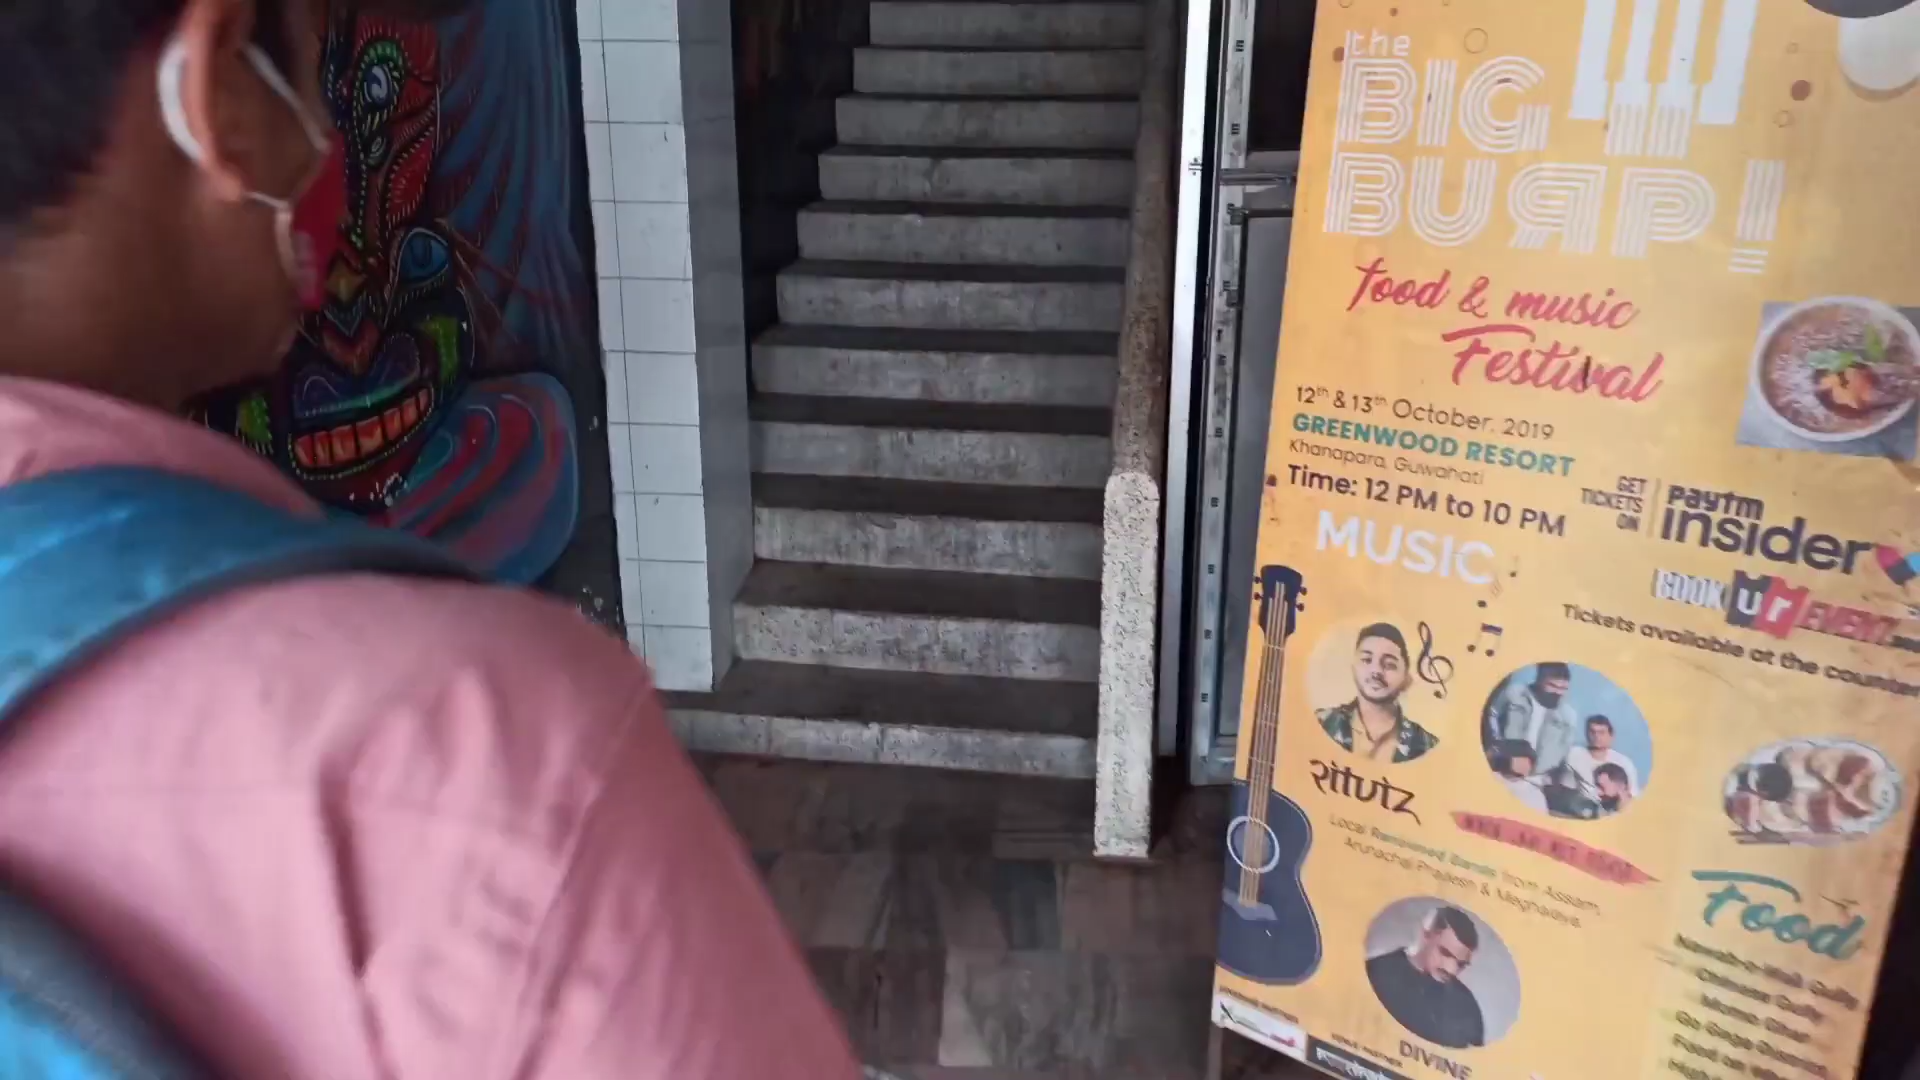 the
BIG
BURP!
food & music
Festival
12th & 13th October, 2019
GREENWOOD RESORT
Khanapara, Guwahati
Time: 12 PM to 10 PM
GET
TICKETS
ON
paytm
insider
BOOK Ur EVENTZ
Tickets available at the counter
MUSIC
Ritviz
Local Renowned Bands from Assam,
Arunachal Pradesh & Meghalaya.
DIVINE
Food